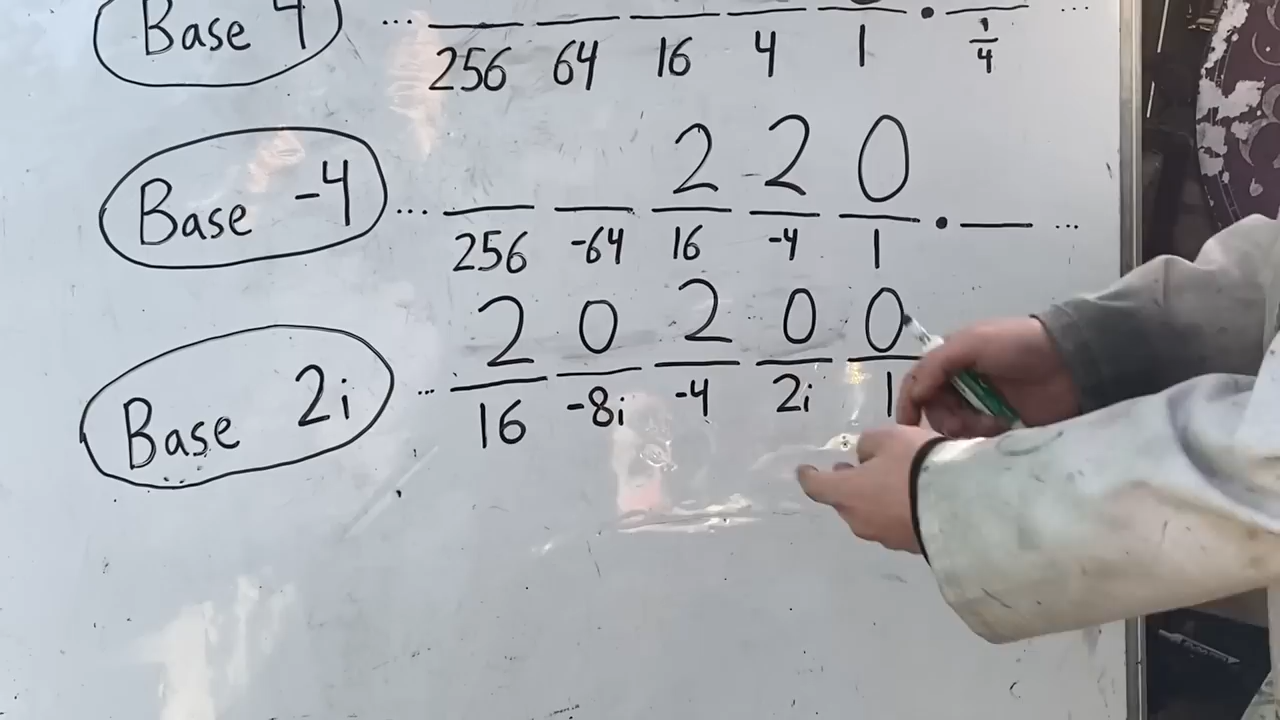 Base 4 ... . ...
256 64 16 4 1 1/4
2 2 0
Base -4 ... . ...
256 -64 16 -4 1
2 0 2 0 0
Base 2i ...
16 -8i -4 2i 1